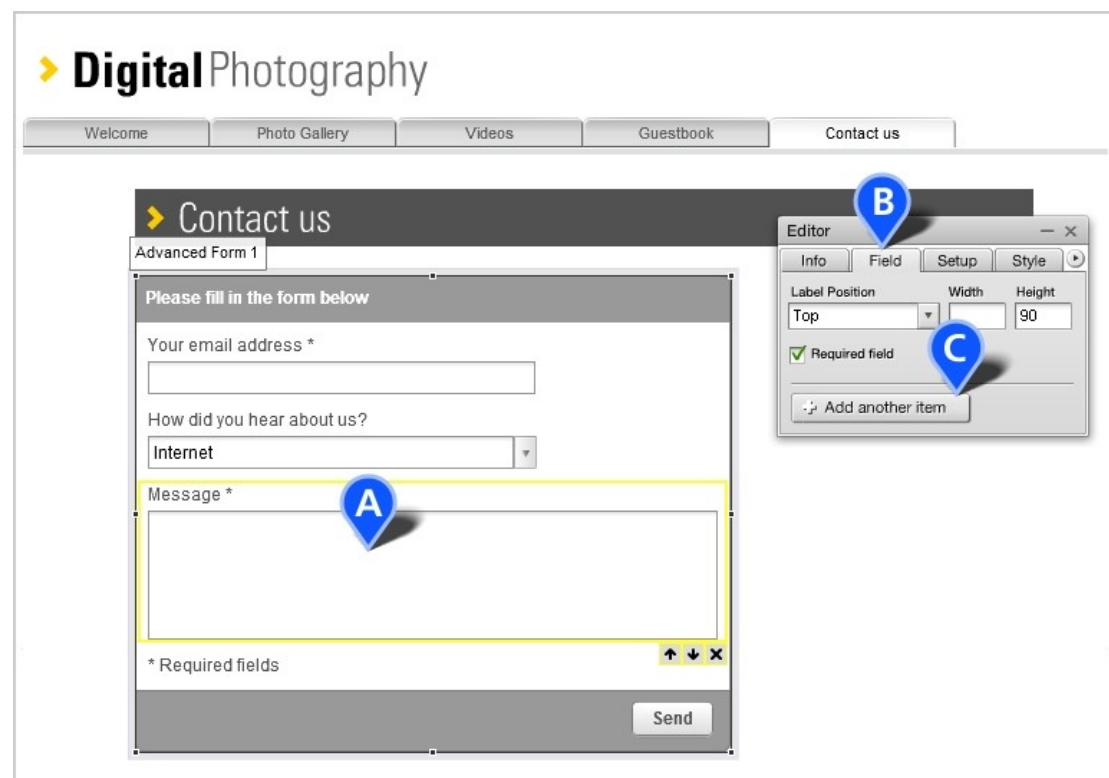 Digital Photography
Welcome Photo Gallery Videos Guestbook Contact us
Contact us
Advanced Form 1
Please fill in the form below
Your email address *
How did you hear about us?
Internet
Message *
A
* Required fields
Send
B
Editor
Info Field Setup Style
Label Position Width Height
Top 90
Required field
C
Add another item